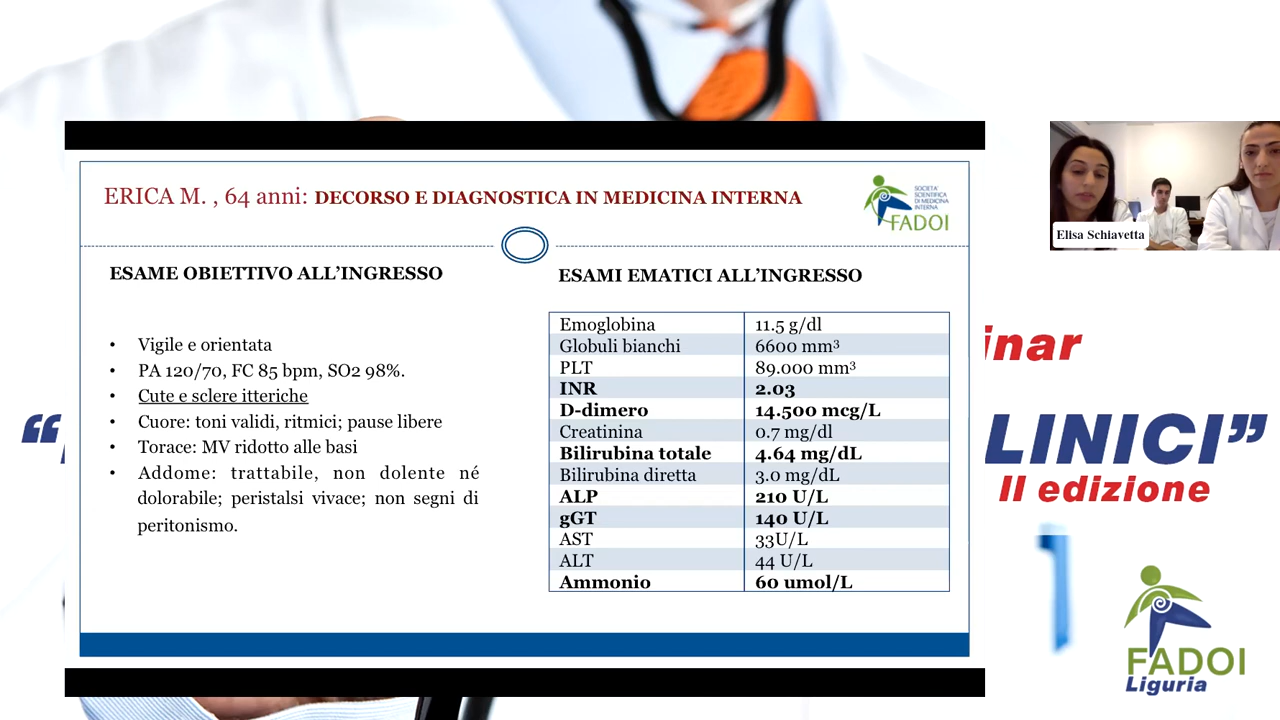 ERICA M. , 64 anni: DECORSO E DIAGNOSTICA IN MEDICINA INTERNA
SOCIETA'
SCIENTIFICA
DI MEDICINA
INTERNA
FADOI
ESAME OBIETTIVO ALL'INGRESSO
• Vigile e orientata
• PA 120/70, FC 85 bpm, SO2 98%.
• Cute e sclere itteriche
• Cuore: toni validi, ritmici; pause libere
• Torace: MV ridotto alle basi
• Addome: trattabile, non dolente né
dolorabile; peristalsi vivace; non segni di
peritonismo.
ESAMI EMATICI ALL'INGRESSO
Emoglobina 11.5 g/dl
Globuli bianchi 6600 mm³
PLT 89.000 mm³
INR 2.03
D-dimero 14.500 mcg/L
Creatinina 0.7 mg/dl
Bilirubina totale 4.64 mg/dL
Bilirubina diretta 3.0 mg/dL
ALP 210 U/L
gGT 140 U/L
AST 33U/L
ALT 44 U/L
Ammonio 60 umol/L
Elisa Schiavetta
inar
“ LINICI”
II edizione
FADOI
Liguria